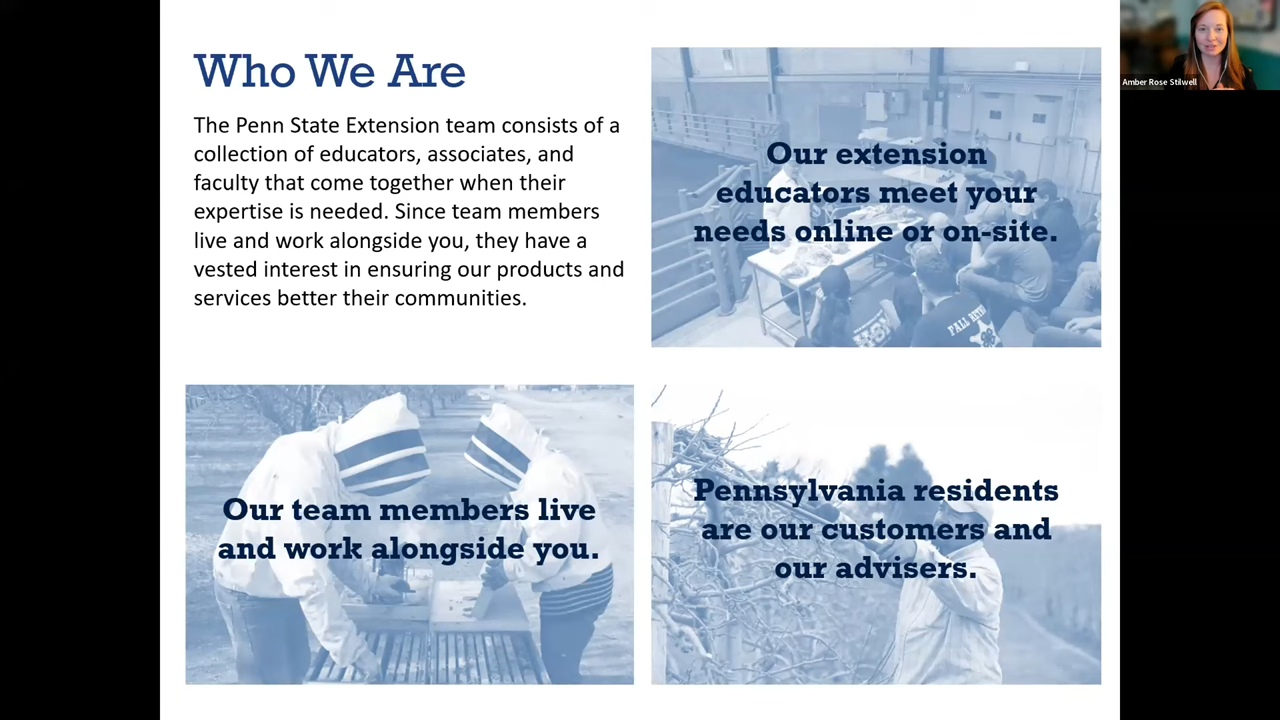 Who We Are
The Penn State Extension team consists of a
collection of educators, associates, and
faculty that come together when their
expertise is needed. Since team members
live and work alongside you, they have a
vested interest in ensuring our products and
services better their communities.
Our extension
educators meet your
needs online or on-site.
FALL RETRE
Our team members live
and work alongside you.
Pennsylvania residents
are our customers and
our advisers.
Amber Rose Stilwell